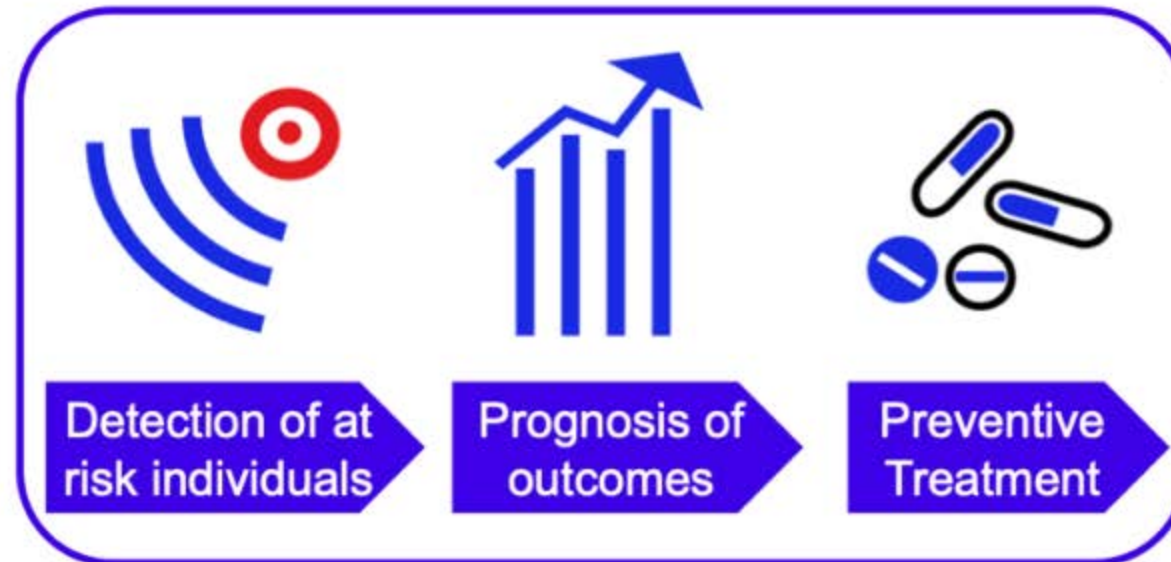 Detection of at
risk individuals
Prognosis of
outcomes
Preventive
Treatment